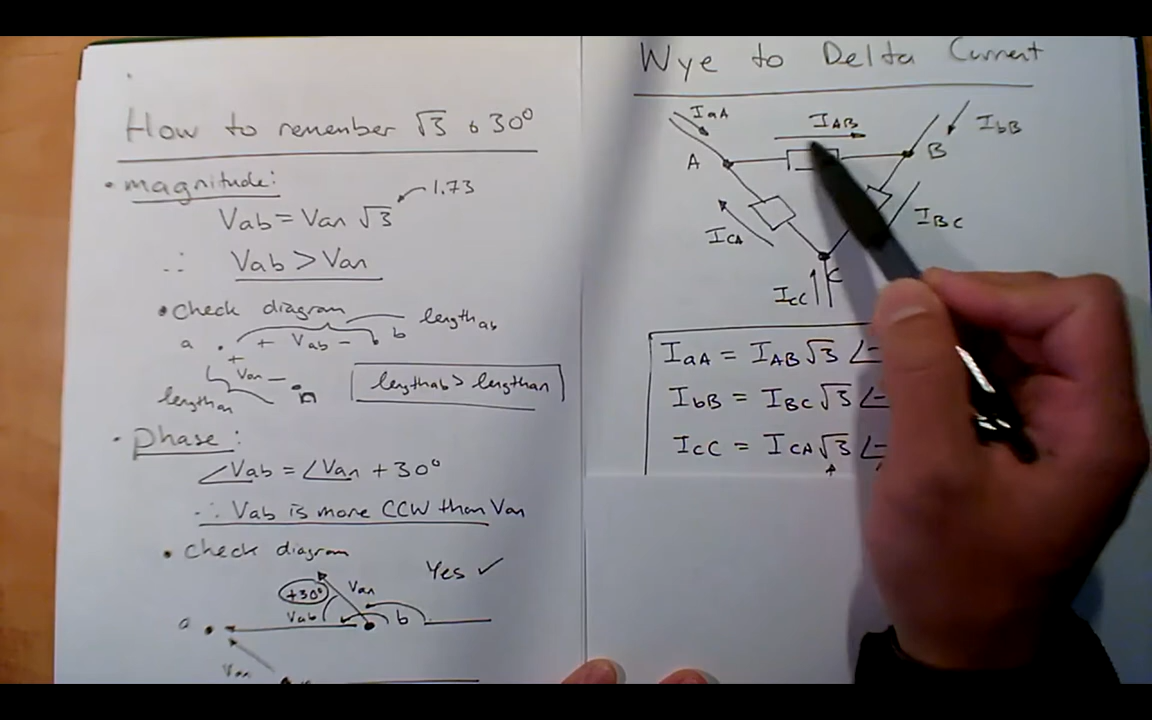 How to remember √3 & 30°
• magnitude:
Vab = Van √3
1.73
∴ Vab > Van
• check diagram
lengthab
a + Vab - b
+
Van -
n
lengthan
lengthab > lengthan
• Phase:
∠Vab = ∠Van + 30°
∴ Vab is more CCW than Van
• check diagram
Yes ✓
+30° Van
Vab
a b
Van
Wye to Delta Current
IaA
IAB
IbB
A
B
ICA
IBC
C
IcC
IaA = IAB √3 ∠-
IbB = IBC √3 ∠-
IcC = ICA √3 ∠-